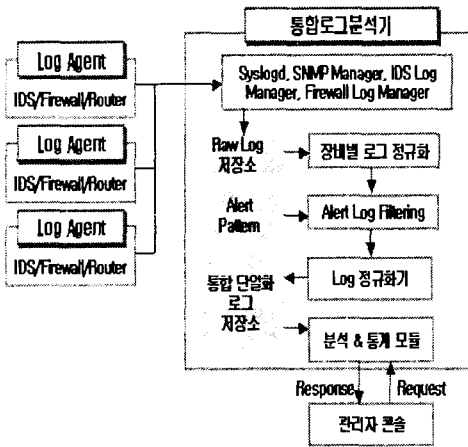 통합로그분석기
Log Agent
IDS/Firewall/Router
Log Agent
IDS/Firewall/Router
Log Agent
IDS/Firewall/Router
Syslogd, SNMP Manager, IDS Log
Manager, Firewall Log Manager
Raw Log
저장소
장비별 로그 정규화
Alert
Pattern
Alert Log Filtering
통합 단일화
로그
저장소
Log 정규화기
분석 & 통계 모듈
Response
Request
관리자 콘솔